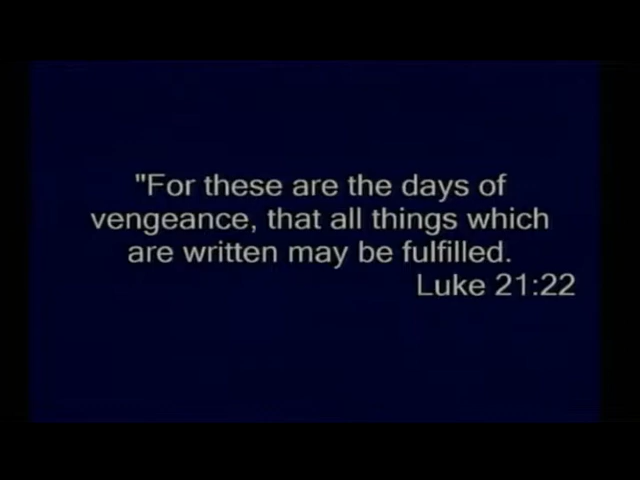 "For these are the days of
vengeance, that all things which
are written may be fulfilled.
Luke 21:22